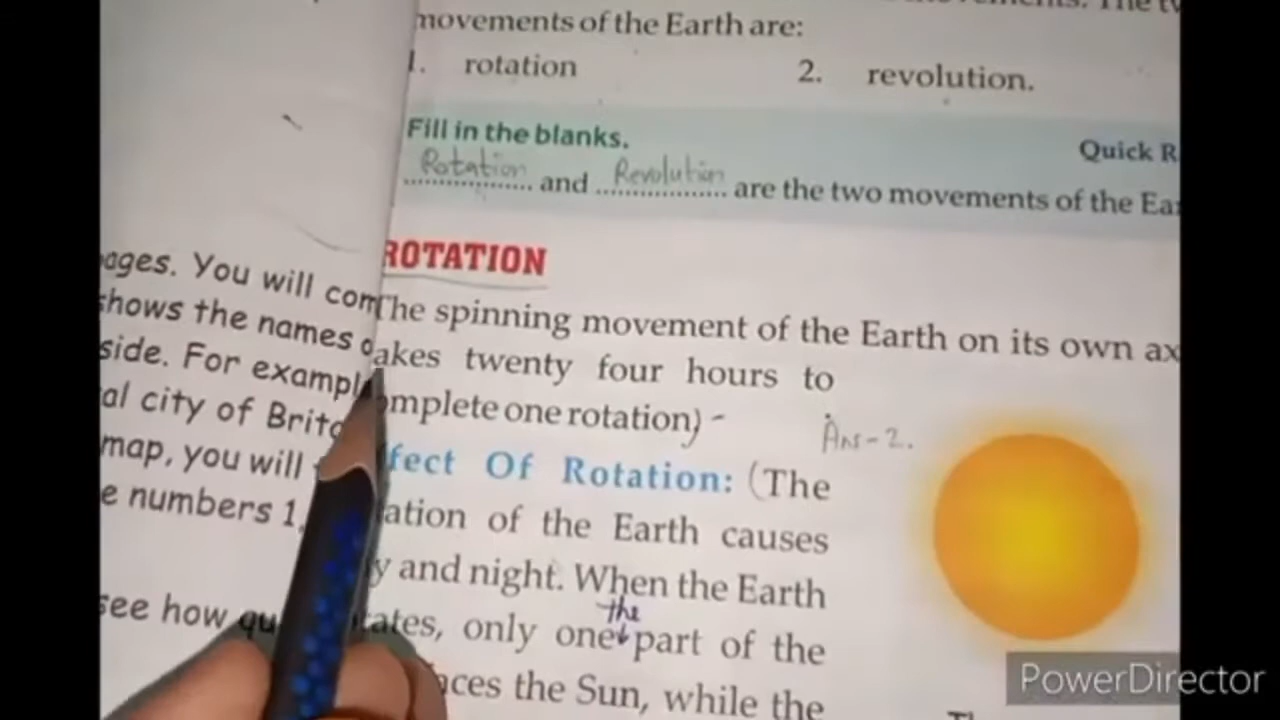 movements of the Earth are:
1. rotation 2. revolution.
Fill in the blanks.
Quick R
Rotation and Revolution are the two movements of the Ea
ROTATION
The spinning movement of the Earth on its own ax
akes twenty four hours to
omplete one rotation) -
Ans-2.
fect Of Rotation: (The
ation of the Earth causes
y and night. When the Earth
the
tates, only one part of the
aces the Sun, while the
ages. You will com
shows the names o
side. For exampl
al city of Brita
map, you will
e numbers 1,
see how qu
PowerDirector